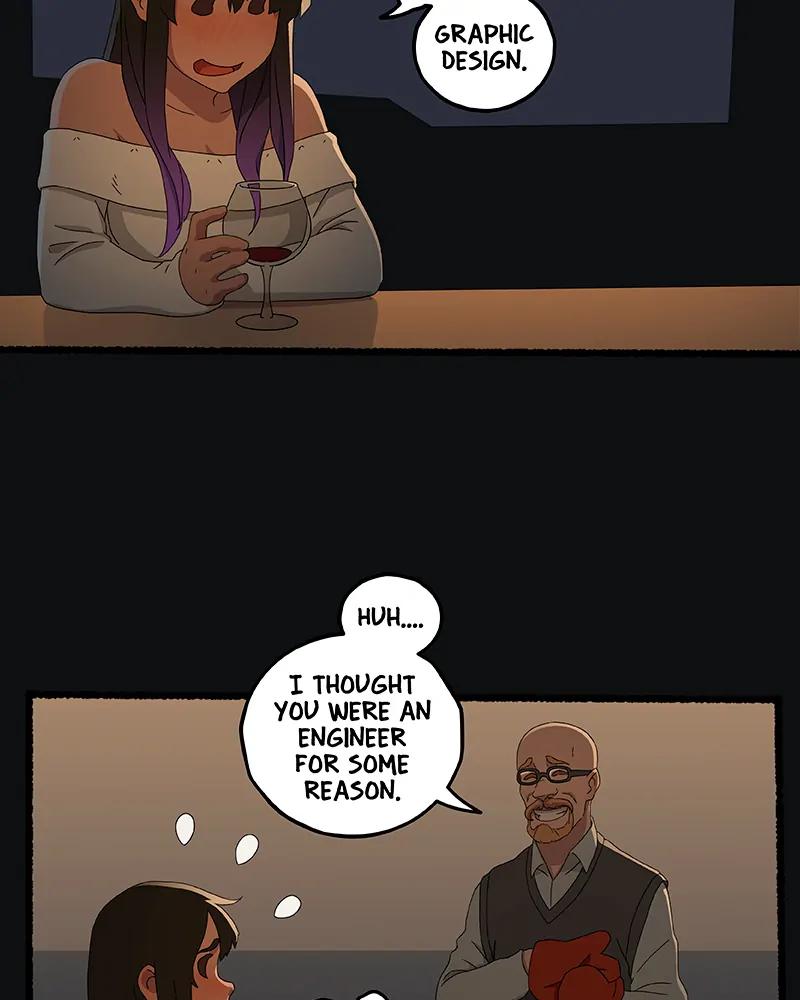 GRAPHIC
DESIGN.
HUH....
I THOUGHT
YOU WERE AN
ENGINEER
FOR SOME
REASON.